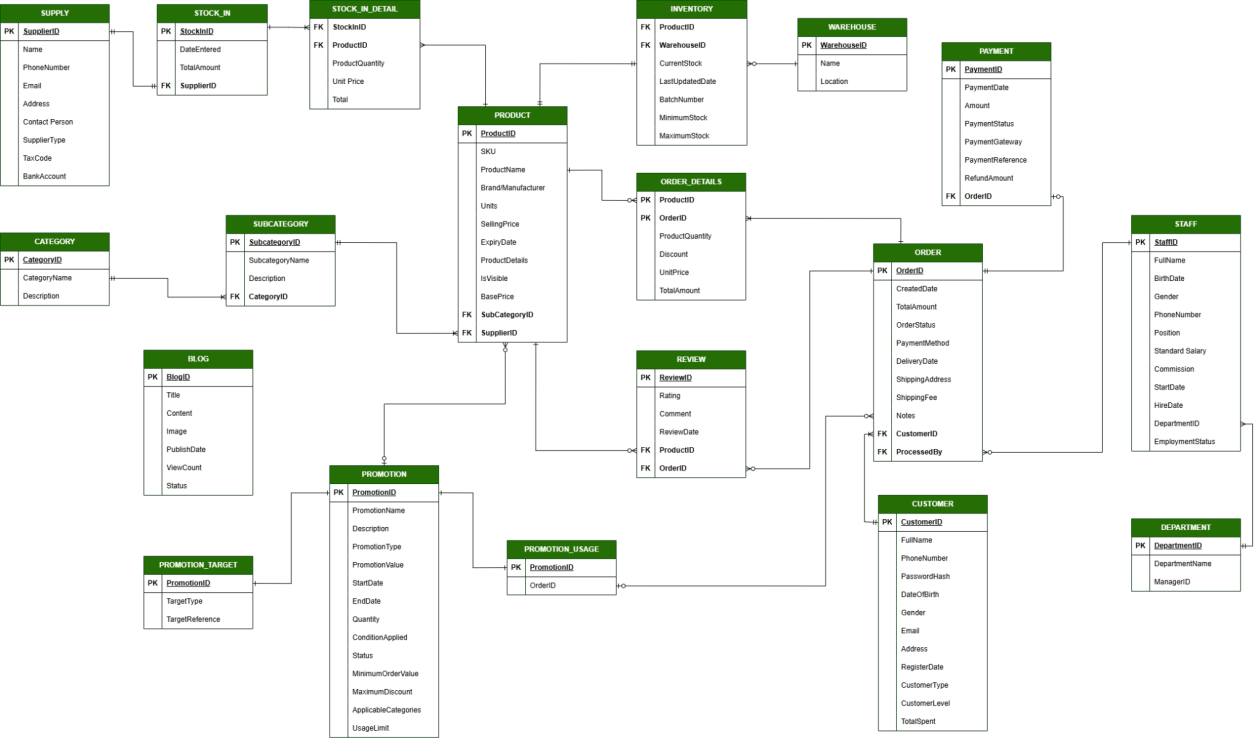 SUPPLY
PK SupplierID
Name
PhoneNumber
Email
Address
Contact Person
SupplierType
TaxCode
BankAccount
STOCK_IN
PK StockInID
DateEntered
TotalAmount
FK SupplierID
STOCK_IN_DETAIL
FK StockInID
FK ProductID
ProductQuantity
Unit Price
Total
INVENTORY
FK ProductID
FK WarehouseID
CurrentStock
LastUpdatedDate
BatchNumber
MinimumStock
MaximumStock
WAREHOUSE
PK WarehouseID
Name
Location
PAYMENT
PK PaymentID
PaymentDate
Amount
PaymentStatus
PaymentGateway
PaymentReference
RefundAmount
FK OrderID
PRODUCT
PK ProductID
SKU
ProductName
Brand/Manufacturer
Units
SellingPrice
ExpiryDate
ProductDetails
IsVisible
BasePrice
FK SubCategoryID
FK SupplierID
ORDER_DETAILS
PK ProductID
PK OrderID
ProductQuantity
Discount
UnitPrice
TotalAmount
CATEGORY
PK CategoryID
CategoryName
Description
SUBCATEGORY
PK SubcategoryID
SubcategoryName
Description
FK CategoryID
ORDER
PK OrderID
CreatedDate
TotalAmount
OrderStatus
PaymentMethod
DeliveryDate
ShippingAddress
ShippingFee
Notes
FK CustomerID
FK ProcessedBy
STAFF
PK StaffID
FullName
BirthDate
Gender
PhoneNumber
Position
Standard Salary
Commission
StartDate
HireDate
DepartmentID
EmploymentStatus
BLOG
PK BlogID
Title
Content
Image
PublishDate
ViewCount
Status
REVIEW
PK ReviewID
Rating
Comment
ReviewDate
FK ProductID
FK OrderID
PROMOTION
PK PromotionID
PromotionName
Description
PromotionType
PromotionValue
StartDate
EndDate
Quantity
ConditionApplied
Status
MinimumOrderValue
MaximumDiscount
ApplicableCategories
UsageLimit
PROMOTION_TARGET
PK PromotionID
TargetType
TargetReference
PROMOTION_USAGE
PK PromotionID
OrderID
CUSTOMER
PK CustomerID
FullName
PhoneNumber
PasswordHash
DateOfBirth
Gender
Email
Address
RegisterDate
CustomerType
CustomerLevel
TotalSpent
DEPARTMENT
PK DepartmentID
DepartmentName
ManagerID